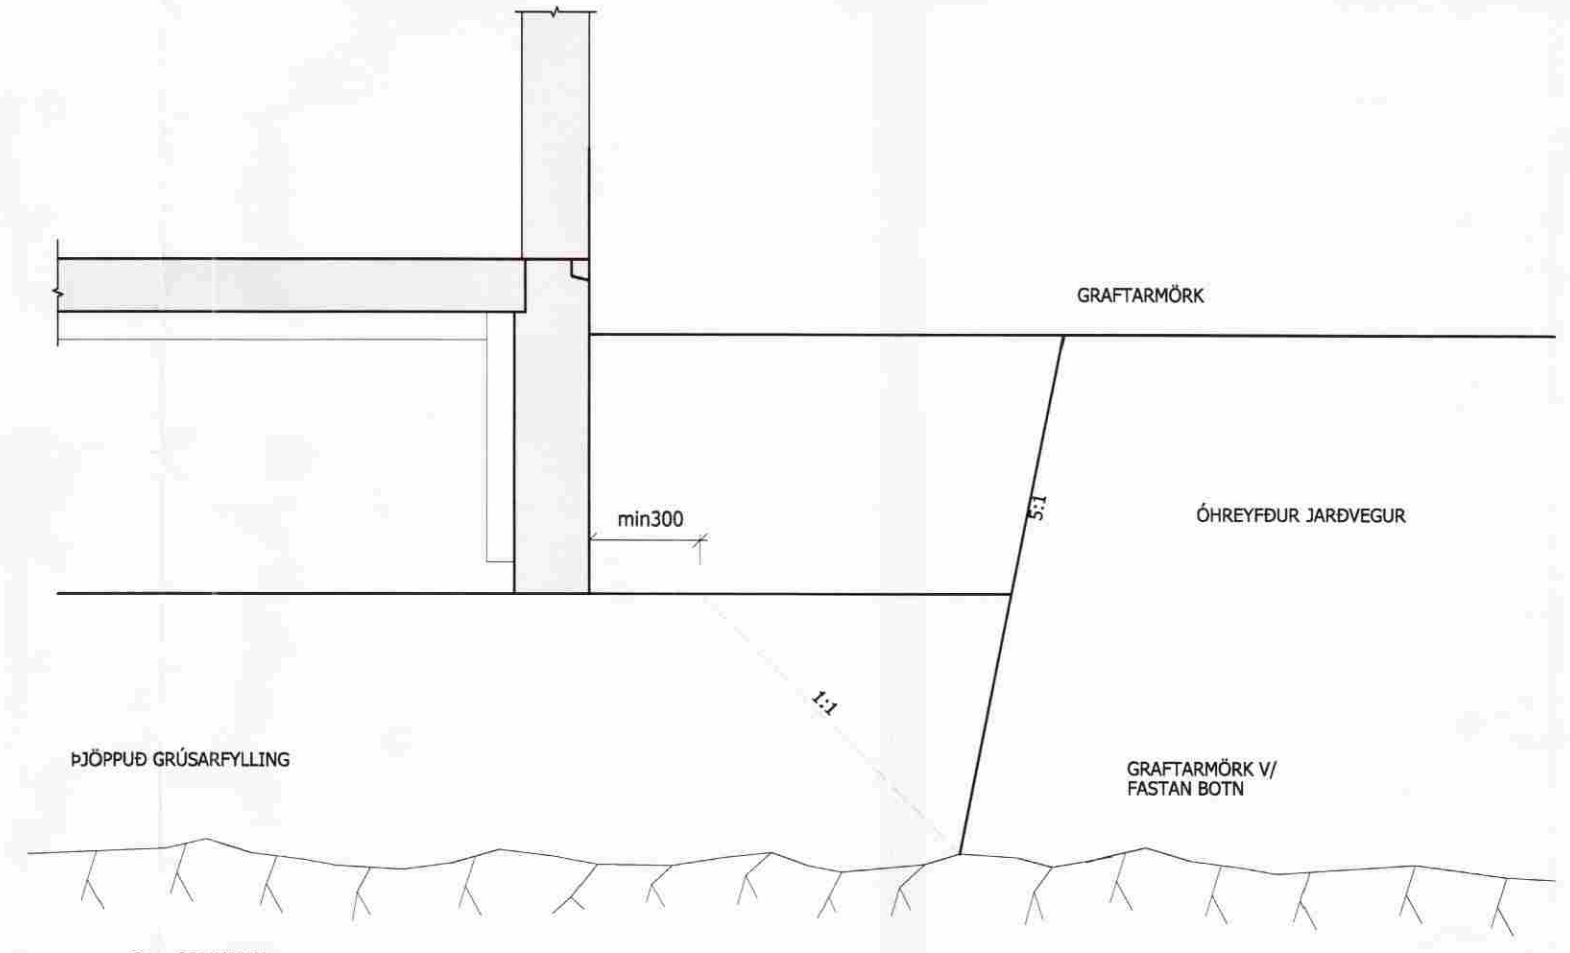 GRAFTARMÖRK
ÓHREYFÐUR JARÐVEGUR
5:1
min300
1:1
ÞJÖPPUÐ GRÚSARFYLLING
GRAFTARMÖRK V/
FASTAN BOTN